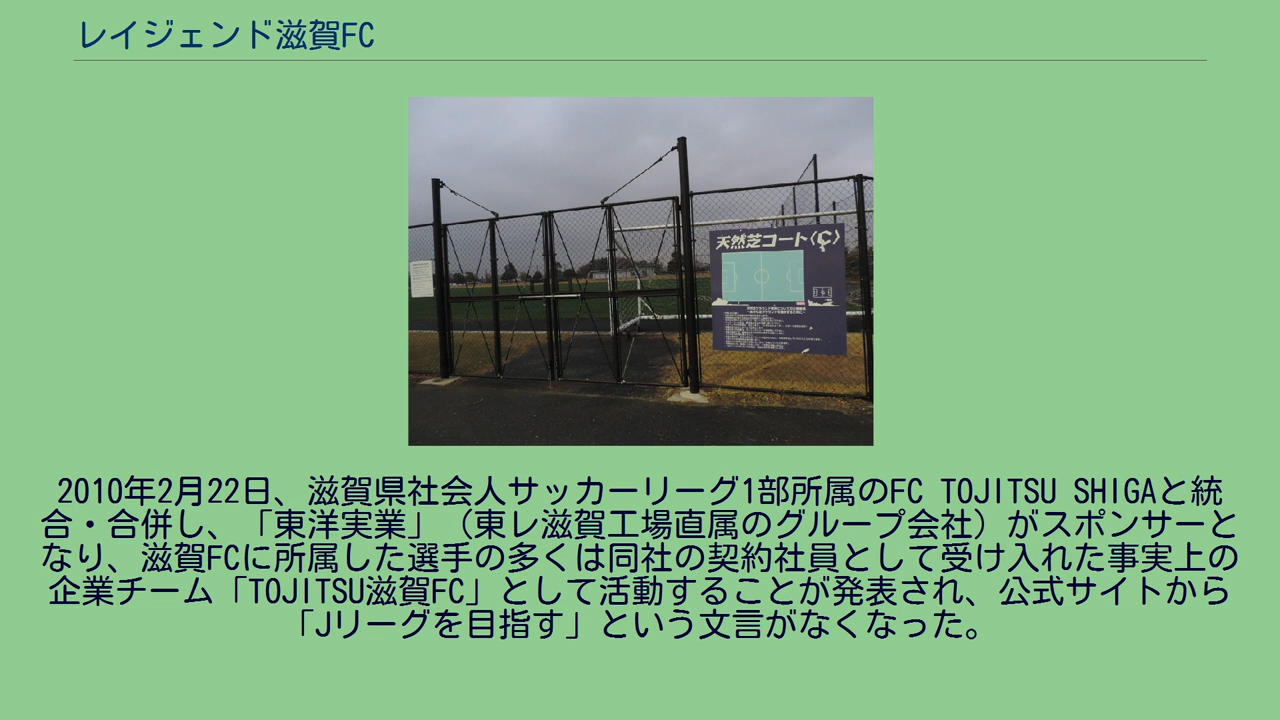 レイジェンド滋賀FC
天然芝コート〈C〉
2010年2月22日、滋賀県社会人サッカーリーグ1部所属のFC TOJITSU SHIGAと統
合・合併し、「東洋実業」（東レ滋賀工場直属のグループ会社）がスポンサーと
なり、滋賀FCに所属した選手の多くは同社の契約社員として受け入れた事実上の
企業チーム「TOJITSU滋賀FC」として活動することが発表され、公式サイトから
「Jリーグを目指す」という文言がなくなった。